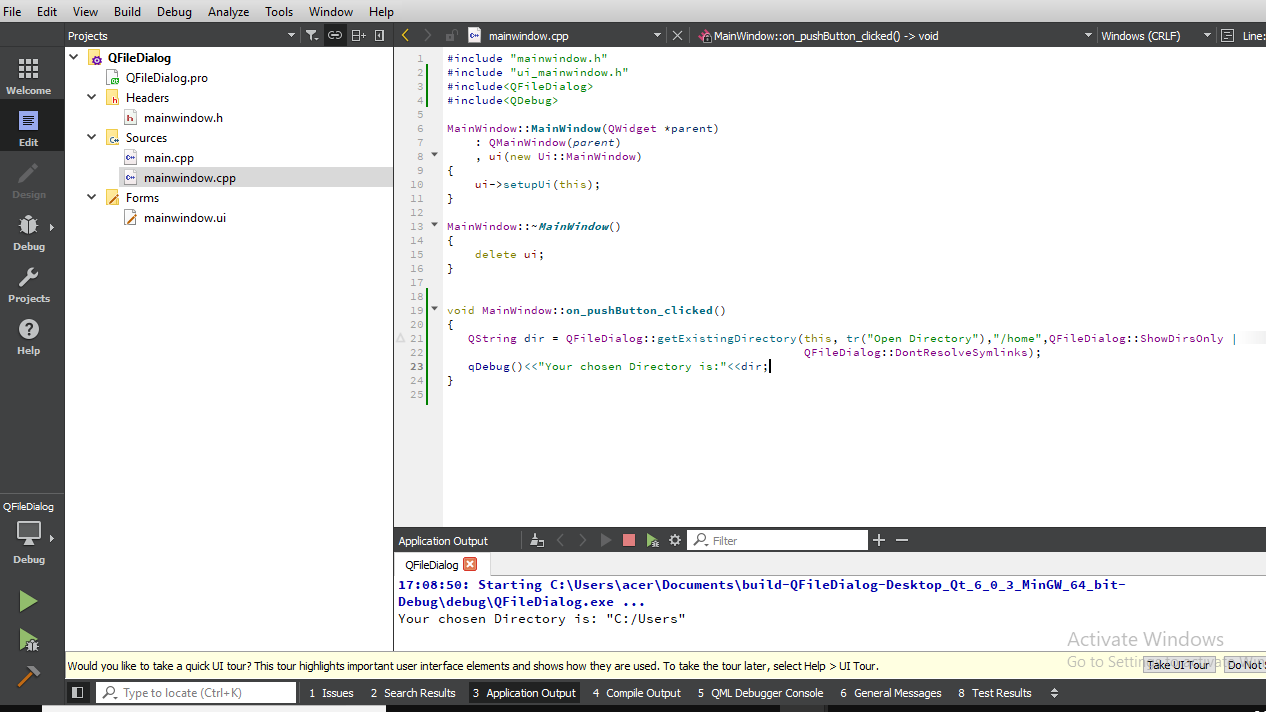 File Edit View Build Debug Analyze Tools Window Help
Projects
mainwindow.cpp
MainWindow::on_pushButton_clicked() -> void
Windows (CRLF)
Line:
Welcome
Edit
Design
Debug
Projects
Help
QFileDialog
Debug
QFileDialog
QFileDialog.pro
Headers
mainwindow.h
Sources
main.cpp
mainwindow.cpp
Forms
mainwindow.ui
1 #include "mainwindow.h"
2 #include "ui_mainwindow.h"
3 #include<QFileDialog>
4 #include<QDebug>
5
6 MainWindow::MainWindow(QWidget *parent)
7 : QMainWindow(parent)
8 , ui(new Ui::MainWindow)
9 {
10 ui->setupUi(this);
11 }
12
13 MainWindow::~MainWindow()
14 {
15 delete ui;
16 }
17
18
19 void MainWindow::on_pushButton_clicked()
20 {
21 QString dir = QFileDialog::getExistingDirectory(this, tr("Open Directory"),"/home",QFileDialog::ShowDirsOnly |
22 QFileDialog::DontResolveSymlinks);
23 qDebug()<<"Your chosen Directory is:"<<dir;
24 }
25
Application Output
Filter
QFileDialog
17:08:50: Starting C:\Users\acer\Documents\build-QFileDialog-Desktop_Qt_6_0_3_MinGW_64_bit-
Debug\debug\QFileDialog.exe ...
Your chosen Directory is: "C:/Users"
Activate Windows
Go to Settin
Would you like to take a quick UI tour? This tour highlights important user interface elements and shows how they are used. To take the tour later, select Help > UI Tour.
Take UI Tour
Do Not
Type to locate (Ctrl+K)
1 Issues 2 Search Results 3 Application Output 4 Compile Output 5 QML Debugger Console 6 General Messages 8 Test Results